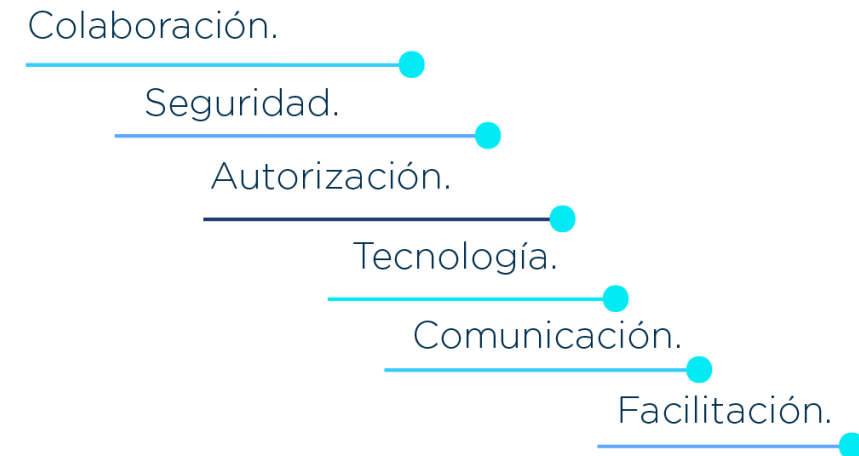 Colaboración.
Seguridad.
Autorización.
Tecnología.
Comunicación.
Facilitación.